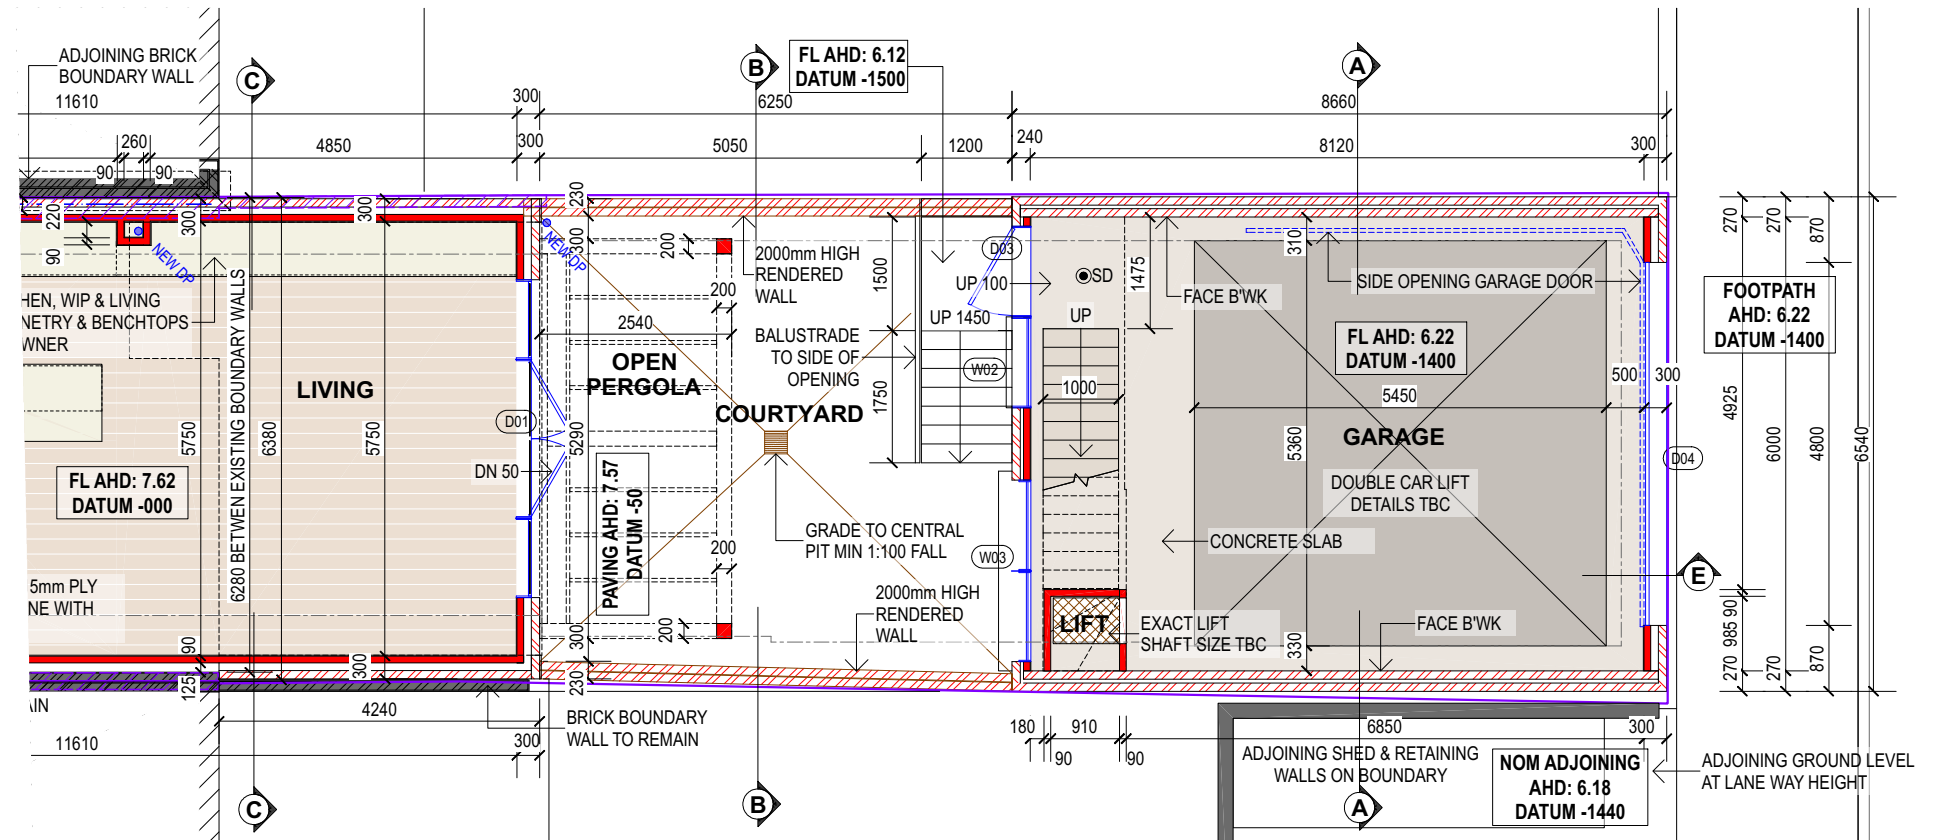 ADJOINING BRICK
BOUNDARY WALL
11610
C
300
B
FL AHD: 6.12
DATUM -1500
6250
A
8660
260
90
90
4850
300
5050
1200
240
8120
300
220
300
300
230
90
NEW DP
300
NEW DP
200
2000mm HIGH
RENDERED
WALL
200
1500
D03
UP 100
SD
1475
FACE B'WK
310
SIDE OPENING GARAGE DOOR
270
270
870
FOOTPATH
AHD: 6.22
DATUM -1400
HEN, WIP & LIVING
NETRY & BENCHTOPS
WNER
6280 BETWEN EXISTING BOUNDARY WALLS
2540
OPEN
PERGOLA
BALUSTRADE
TO SIDE OF
OPENING
UP 1450
UP
FL AHD: 6.22
DATUM -1400
W02
1750
1000
500
300
5450
LIVING
COURTYARD
4925
D01
5750
6380
5750
5290
GARAGE
5360
6000
4800
6540
D04
DN 50
FL AHD: 7.62
DATUM -000
PAVING AHD: 7.57
DATUM -50
DOUBLE CAR LIFT
DETAILS TBC
GRADE TO CENTRAL
PIT MIN 1:100 FALL
CONCRETE SLAB
W03
200
E
5mm PLY
NE WITH
2000mm HIGH
RENDERED
WALL
LIFT
EXACT LIFT
SHAFT SIZE TBC
FACE B'WK
90
985
90
300
200
330
300
125
230
270
270
870
AIN
4240
BRICK BOUNDARY
WALL TO REMAIN
180
910
6850
300
11610
300
90
90
ADJOINING SHED & RETAINING
WALLS ON BOUNDARY
NOM ADJOINING
AHD: 6.18
DATUM -1440
ADJOINING GROUND LEVEL
AT LANE WAY HEIGHT
C
B
A